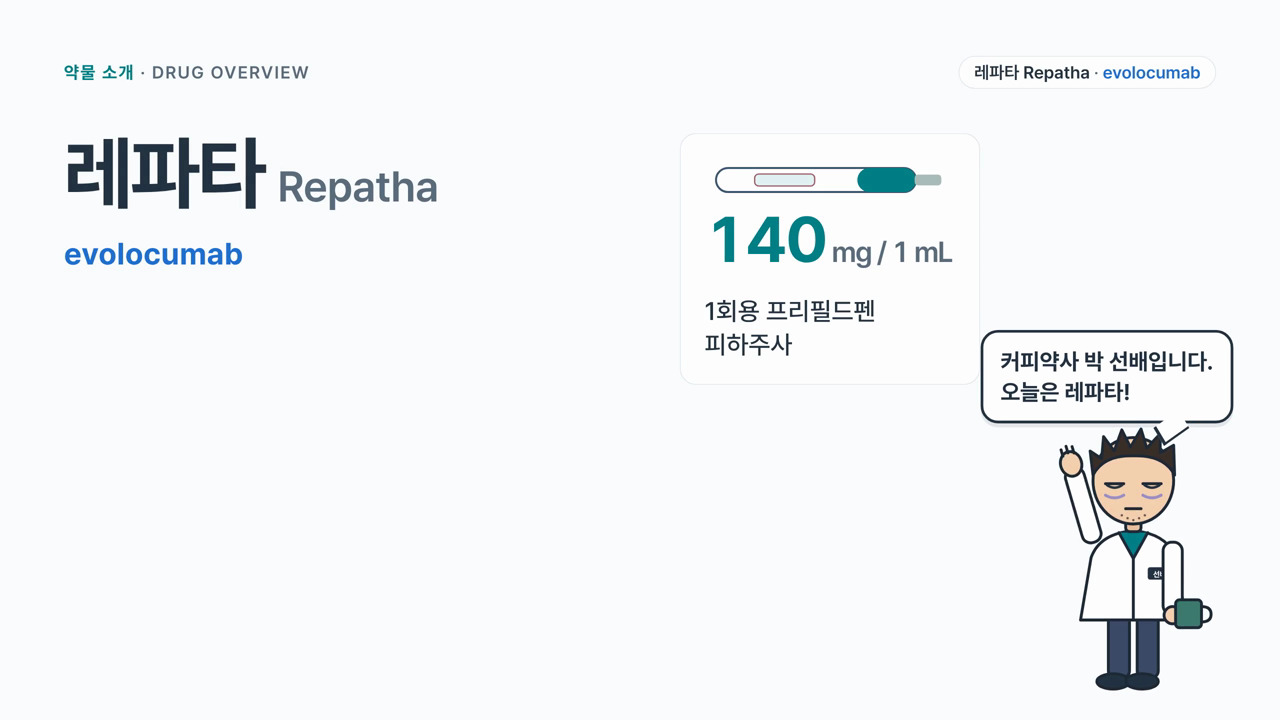 약물 소개 · DRUG OVERVIEW
레파타 Repatha · evolocumab
레파타 Repatha
evolocumab
140 mg / 1 mL
1회용 프리필드펜
피하주사
커피약사 박 선배입니다.
오늘은 레파타!